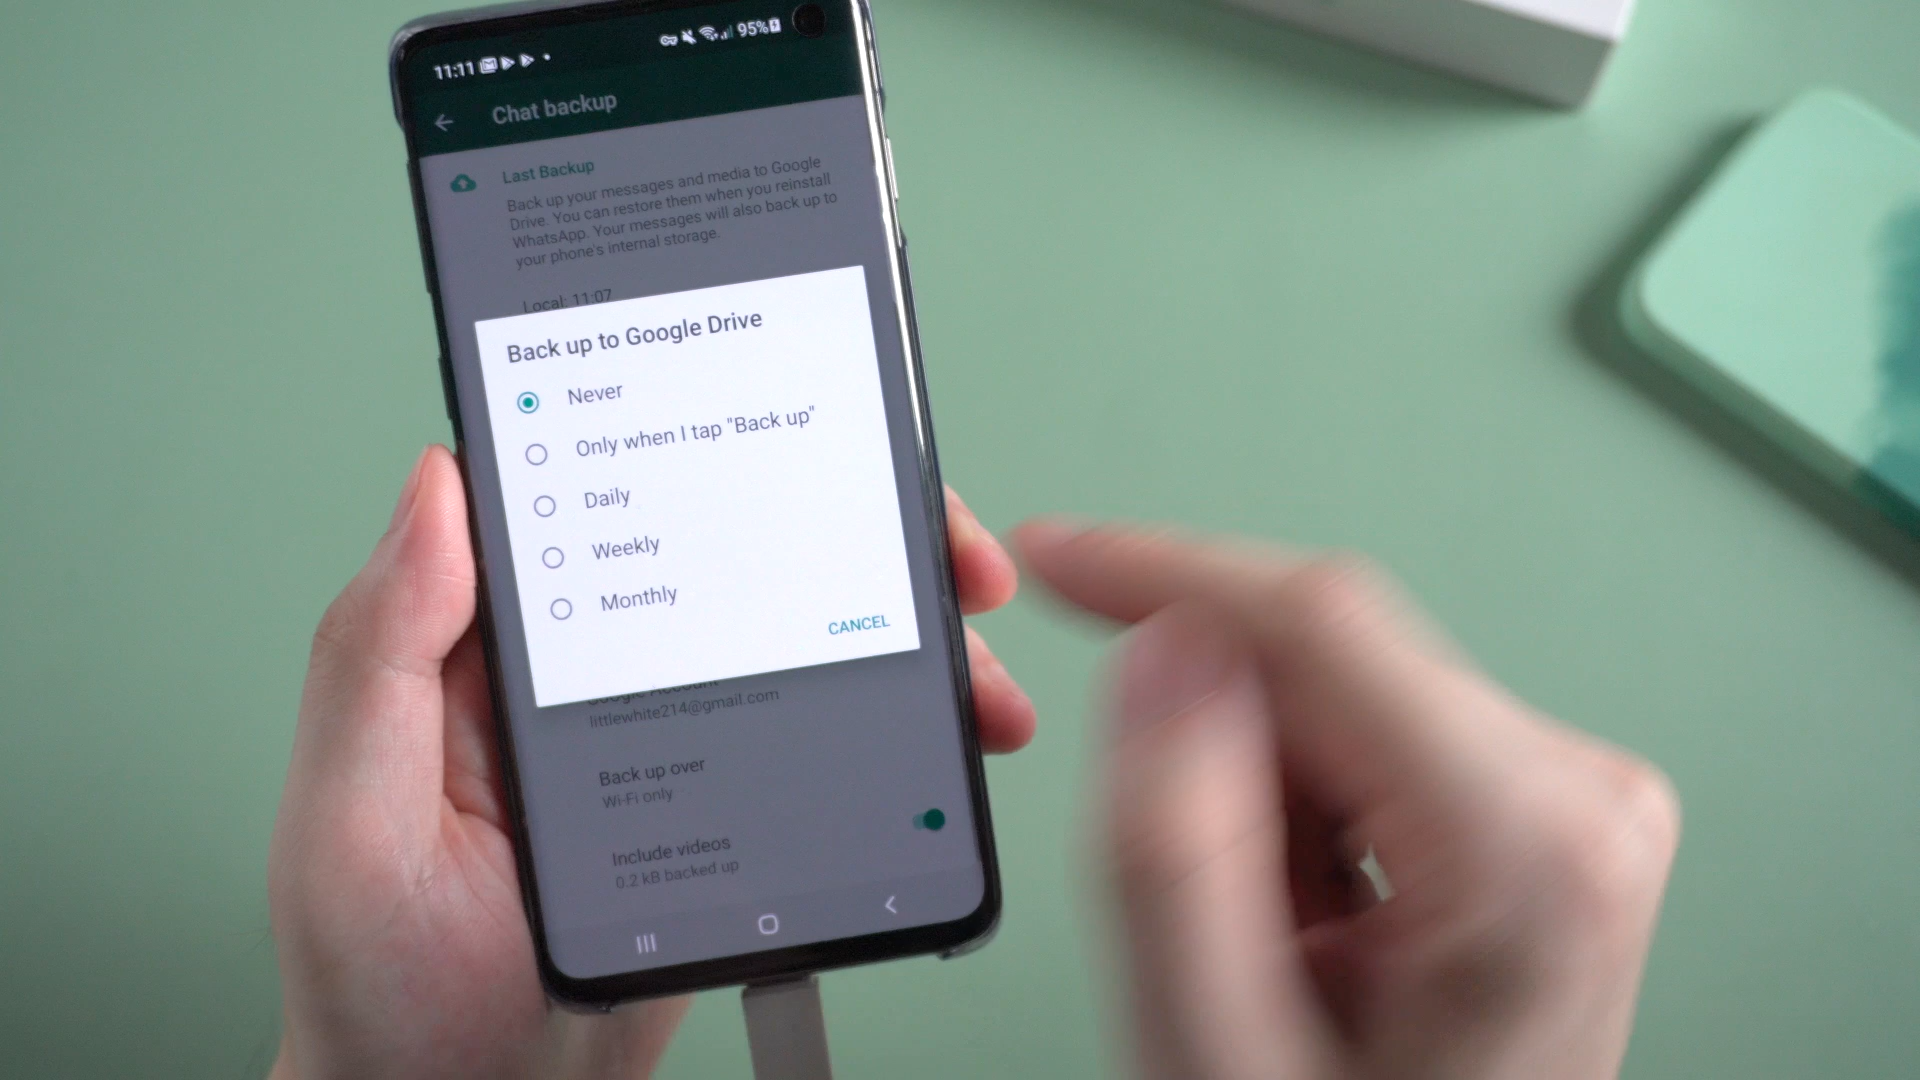 11:11
95%
Chat backup
Last Backup
Back up your messages and media to Google
Drive. You can restore them when you reinstall
WhatsApp. Your messages will also back up to
your phone's internal storage.
Local: 11:07
Back up to Google Drive
Never
Only when I tap "Back up"
Daily
Weekly
Monthly
CANCEL
Google Account
littlewhite214@gmail.com
Back up over
Wi-Fi only
Include videos
0.2 kB backed up